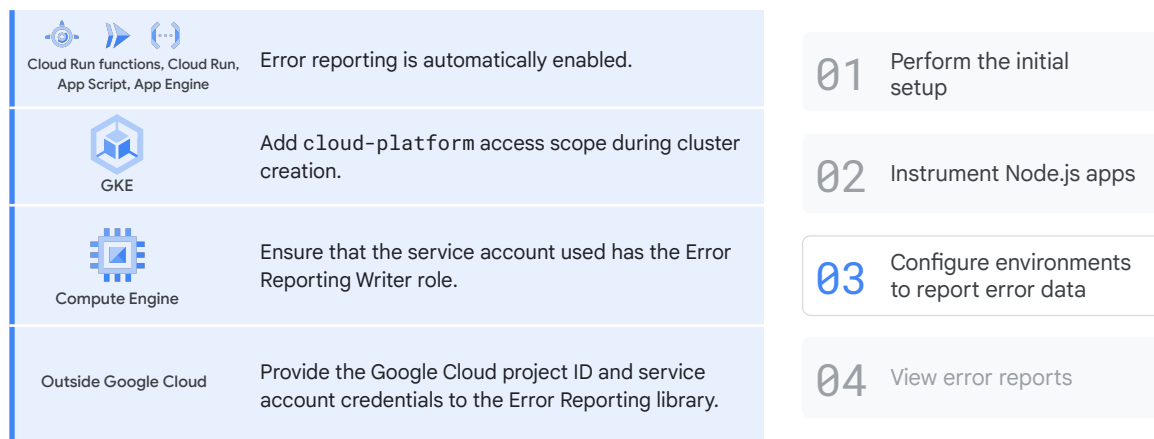 Cloud Run functions, Cloud Run,
App Script, App Engine
Error reporting is automatically enabled.
GKE
Add cloud-platform access scope during cluster
creation.
Compute Engine
Ensure that the service account used has the Error
Reporting Writer role.
Outside Google Cloud
Provide the Google Cloud project ID and service
account credentials to the Error Reporting library.
01
Perform the initial
setup
02
Instrument Node.js apps
03
Configure environments
to report error data
04
View error reports